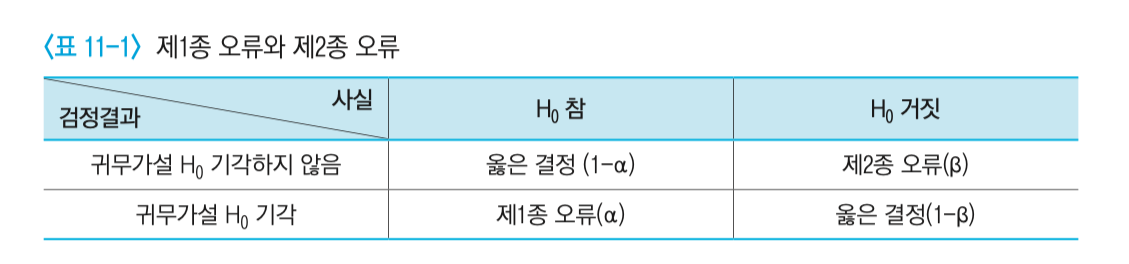 〈표 11-1〉 제1종 오류와 제2종 오류
사실
검정결과
H₀ 참
H₀ 거짓
귀무가설 H₀ 기각하지 않음
옳은 결정 (1-α)
제2종 오류(β)
귀무가설 H₀ 기각
제1종 오류(α)
옳은 결정(1-β)